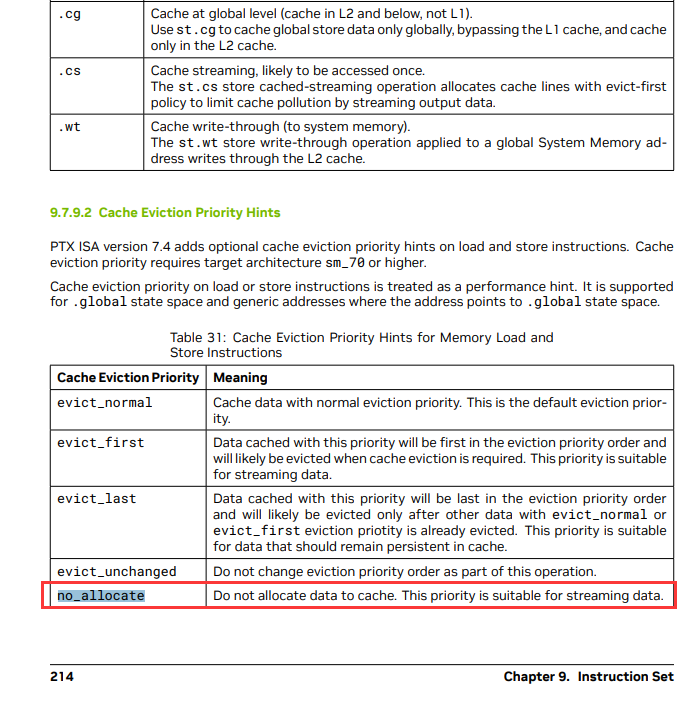 .cg
Cache at global level (cache in L2 and below, not L1).
Use st.cg to cache global store data only globally, bypassing the L1 cache, and cache
only in the L2 cache.
.cs
Cache streaming, likely to be accessed once.
The st.cs store cached-streaming operation allocates cache lines with evict-first
policy to limit cache pollution by streaming output data.
.wt
Cache write-through (to system memory).
The st.wt store write-through operation applied to a global System Memory ad-
dress writes through the L2 cache.
9.7.9.2 Cache Eviction Priority Hints
PTX ISA version 7.4 adds optional cache eviction priority hints on load and store instructions. Cache
eviction priority requires target architecture sm_70 or higher.
Cache eviction priority on load or store instructions is treated as a performance hint. It is supported
for .global state space and generic addresses where the address points to .global state space.
Table 31: Cache Eviction Priority Hints for Memory Load and
Store Instructions
Cache Eviction Priority Meaning
evict_normal
Cache data with normal eviction priority. This is the default eviction prior-
ity.
evict_first
Data cached with this priority will be first in the eviction priority order and
will likely be evicted when cache eviction is required. This priority is suitable
for streaming data.
evict_last
Data cached with this priority will be last in the eviction priority order
and will likely be evicted only after other data with evict_normal or
evict_first eviction priotity is already evicted. This priority is suitable
for data that should remain persistent in cache.
evict_unchanged Do not change eviction priority order as part of this operation.
no_allocate Do not allocate data to cache. This priority is suitable for streaming data.
214 Chapter 9. Instruction Set